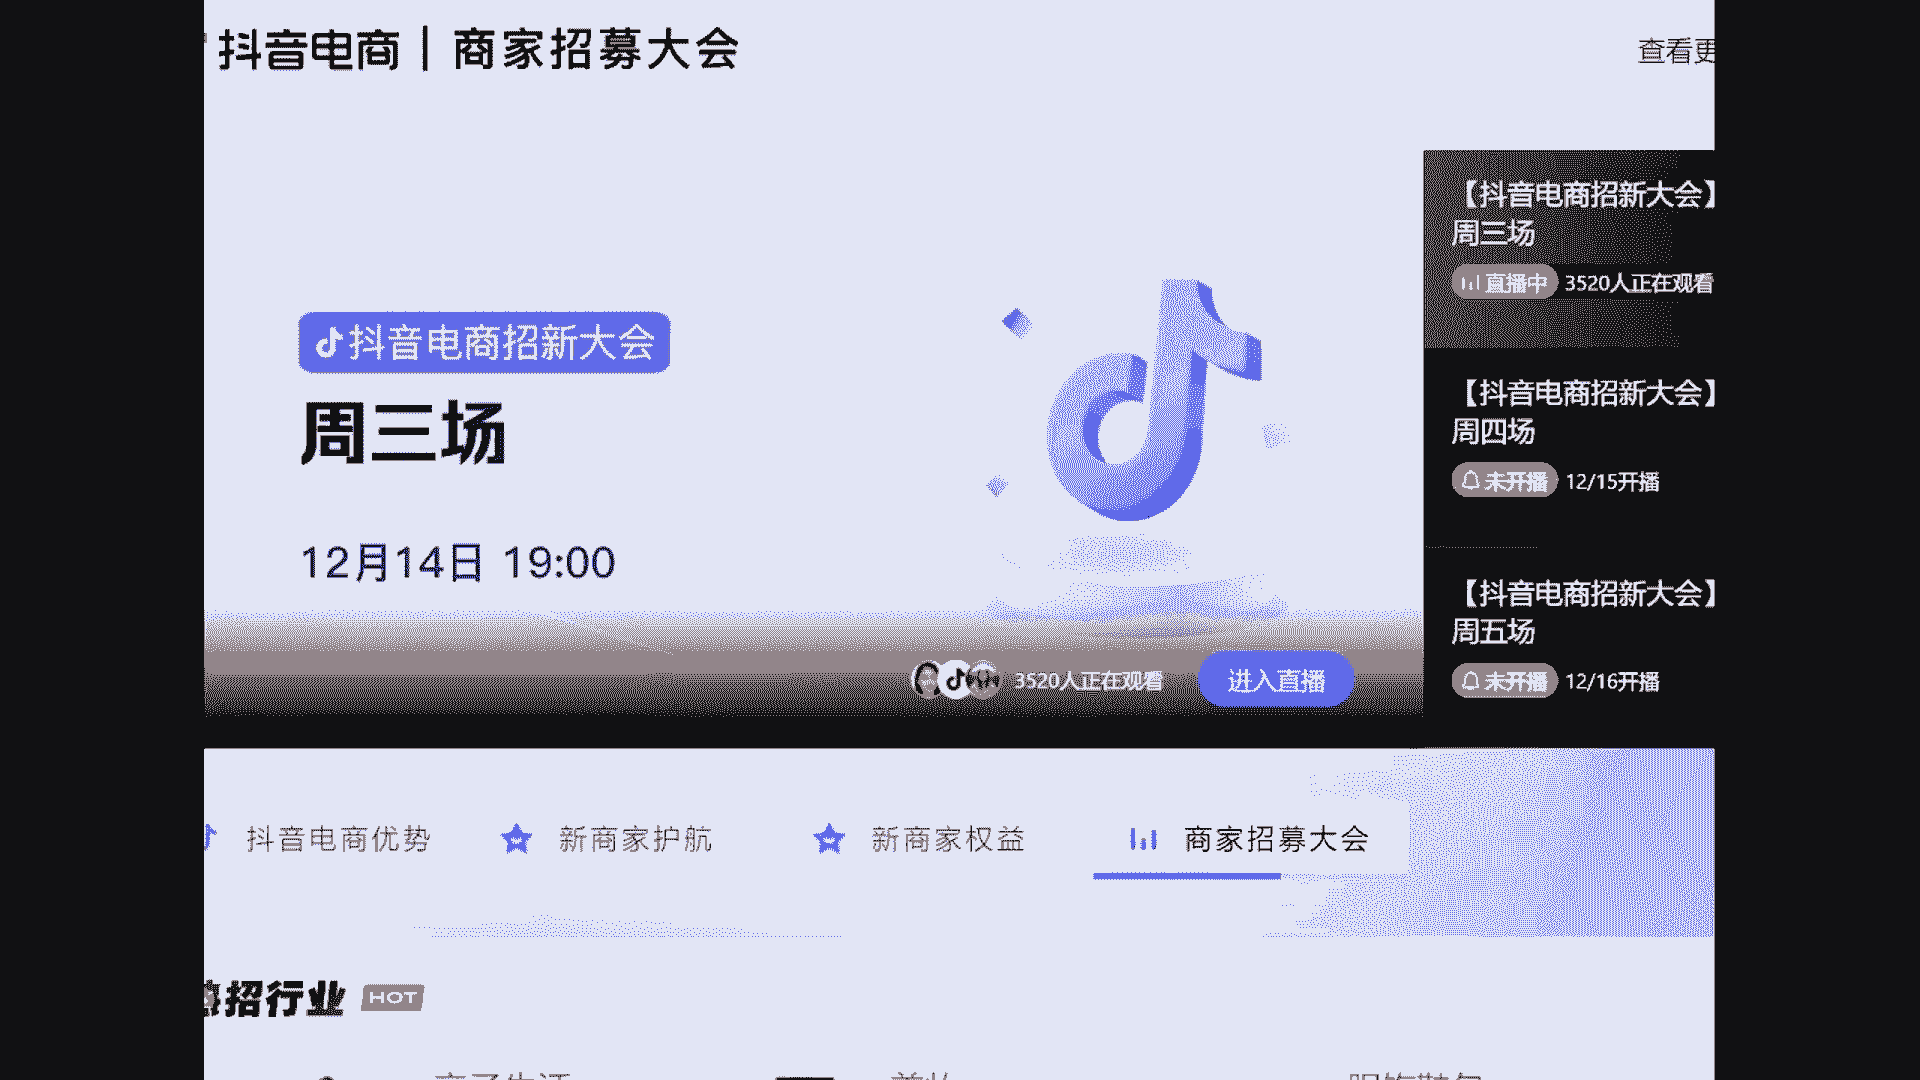 抖音电商｜商家招募大会
查看更
抖音电商招新大会
周三场
12月14日 19:00
3520人正在观看
进入直播
【抖音电商招新大会】
周三场
直播中 3520人正在观看
【抖音电商招新大会】
周四场
未开播 12/15开播
【抖音电商招新大会】
周五场
未开播 12/16开播
抖音电商优势 新商家护航 新商家权益 商家招募大会
热招行业 HOT
亲子生活